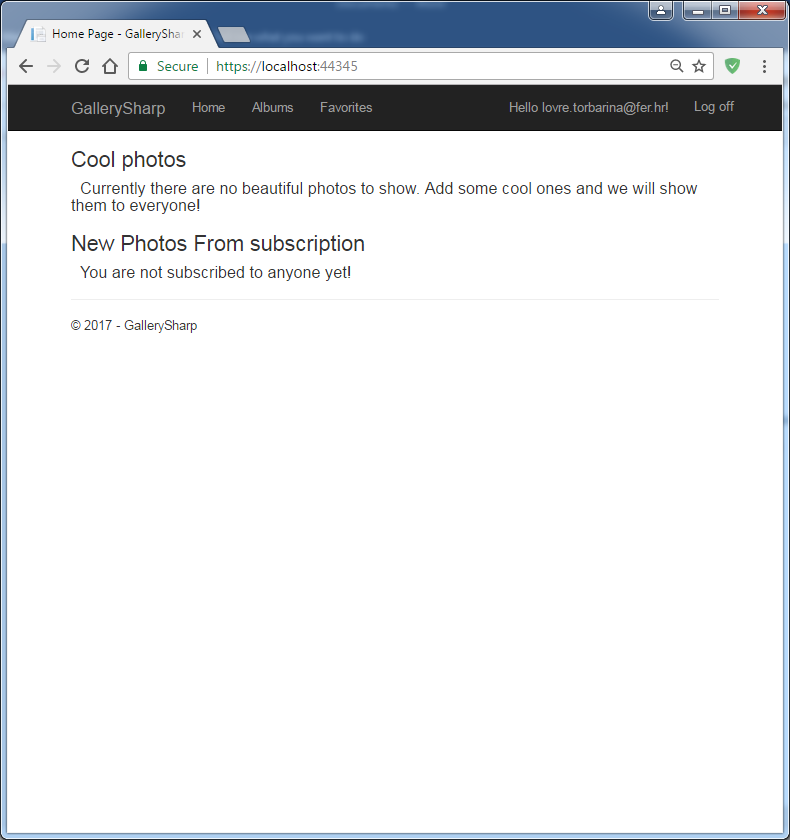 Home Page - GallerySha
Secure
https://localhost:44345
GallerySharp
Home
Albums
Favorites
Hello lovre.torbarina@fer.hr!
Log off
Cool photos
Currently there are no beautiful photos to show. Add some cool ones and we will show
them to everyone!
New Photos From subscription
You are not subscribed to anyone yet!
© 2017 - GallerySharp